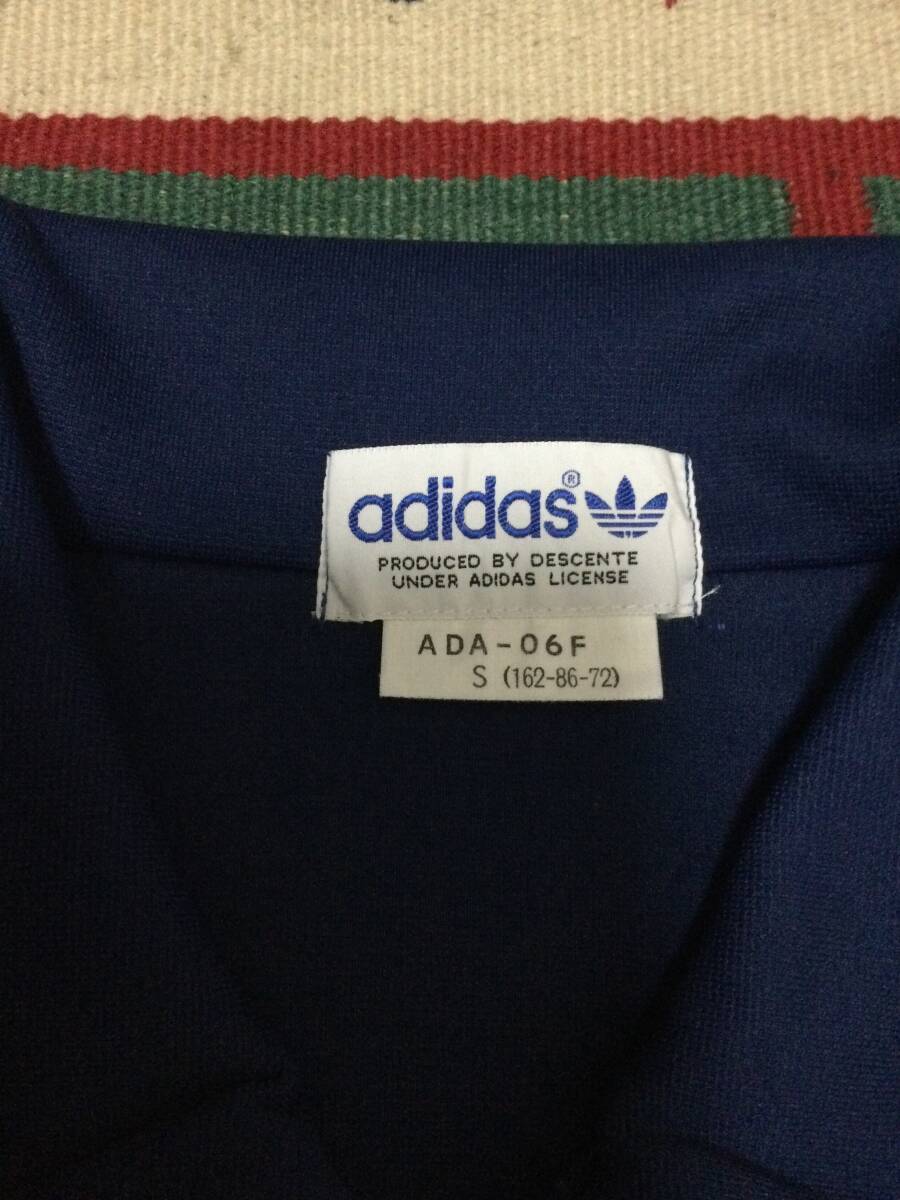 adidas®
PRODUCED BY DESCENTE
UNDER ADIDAS LICENSE
ADA-06F
S (162-86-72)